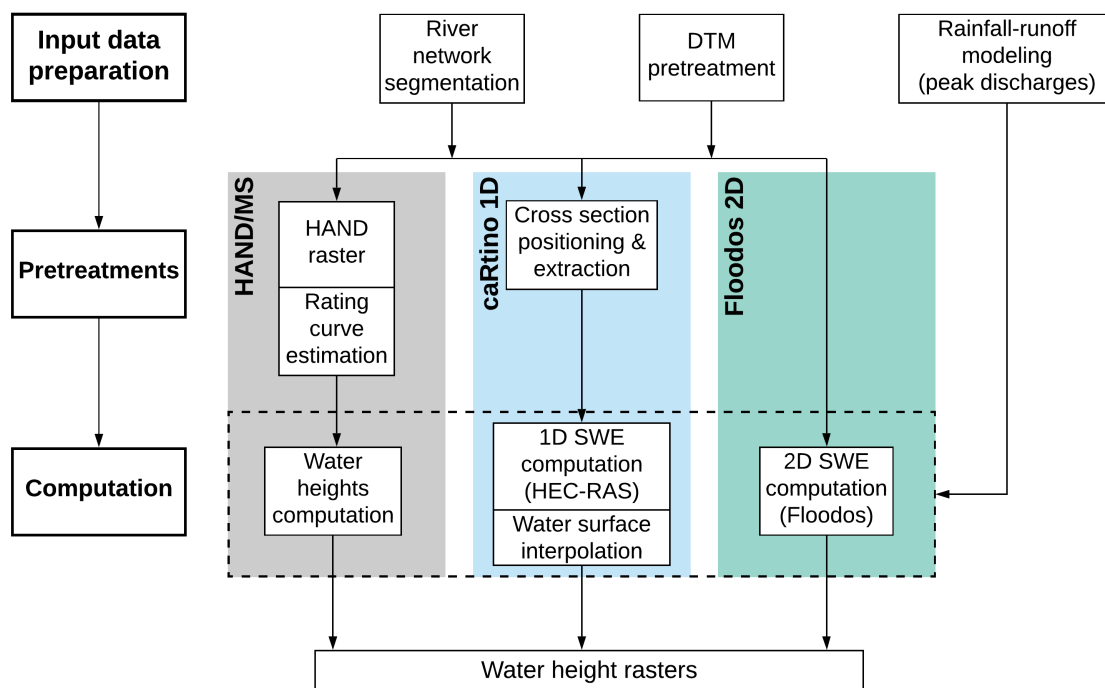 Input data
preparation
River
network
segmentation
DTM
pretreatment
Rainfall-runoff
modeling
(peak discharges)
HAND/MS
caRtino 1D
Floodos 2D
Pretreatments
HAND
raster
Rating
curve
estimation
Cross section
positioning &
extraction
Computation
Water
heights
computation
1D SWE
computation
(HEC-RAS)
Water surface
interpolation
2D SWE
computation
(Floodos)
Water height rasters